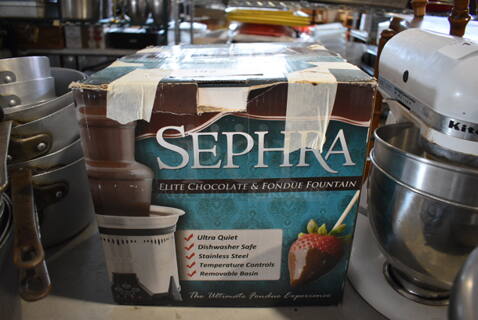 SEPHRA
ELITE CHOCOLATE & FONDUE FOUNTAIN
Ultra Quiet
Dishwasher Safe
Stainless Steel
Temperature Controls
Removable Basin
The Ultimate Fondue Experience
Kitc